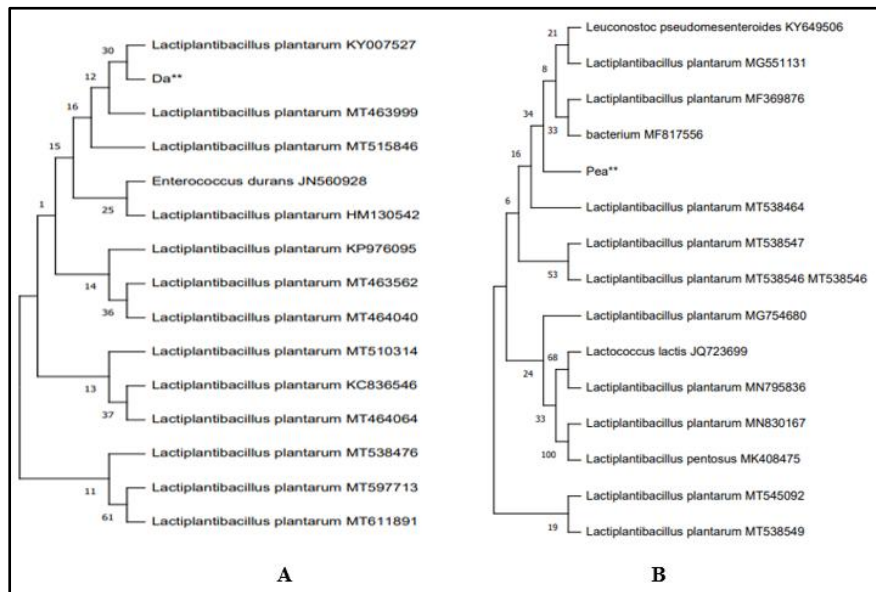 Lactiplantibacillus plantarum KY007527
30
Da**
12
Lactiplantibacillus plantarum MT463999
16
Lactiplantibacillus plantarum MT515846
15
Enterococcus durans JN560928
1
25
Lactiplantibacillus plantarum HM130542
Lactiplantibacillus plantarum KP976095
14
Lactiplantibacillus plantarum MT463562
36
Lactiplantibacillus plantarum MT464040
Lactiplantibacillus plantarum MT510314
13
Lactiplantibacillus plantarum KC836546
37
Lactiplantibacillus plantarum MT464064
Lactiplantibacillus plantarum MT538476
11
Lactiplantibacillus plantarum MT597713
61
Lactiplantibacillus plantarum MT611891
A
Leuconostoc pseudomesenteroides KY649506
21
Lactiplantibacillus plantarum MG551131
8
Lactiplantibacillus plantarum MF369876
34
33
bacterium MF817556
16
Pea**
6
Lactiplantibacillus plantarum MT538464
Lactiplantibacillus plantarum MT538547
53
Lactiplantibacillus plantarum MT538546 MT538546
Lactiplantibacillus plantarum MG754680
24
68
Lactococcus lactis JQ723699
Lactiplantibacillus plantarum MN795836
33
Lactiplantibacillus plantarum MN830167
100
Lactiplantibacillus pentosus MK408475
Lactiplantibacillus plantarum MT545092
19
Lactiplantibacillus plantarum MT538549
B